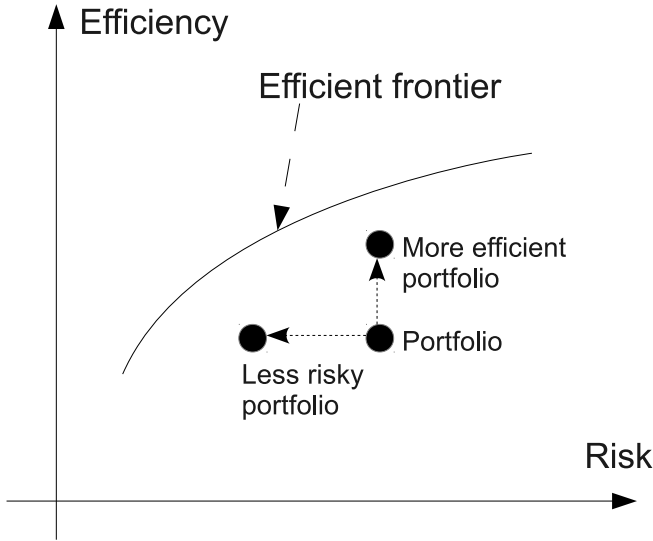 Efficiency
Efficient frontier
More efficient
portfolio
Portfolio
Less risky
portfolio
Risk